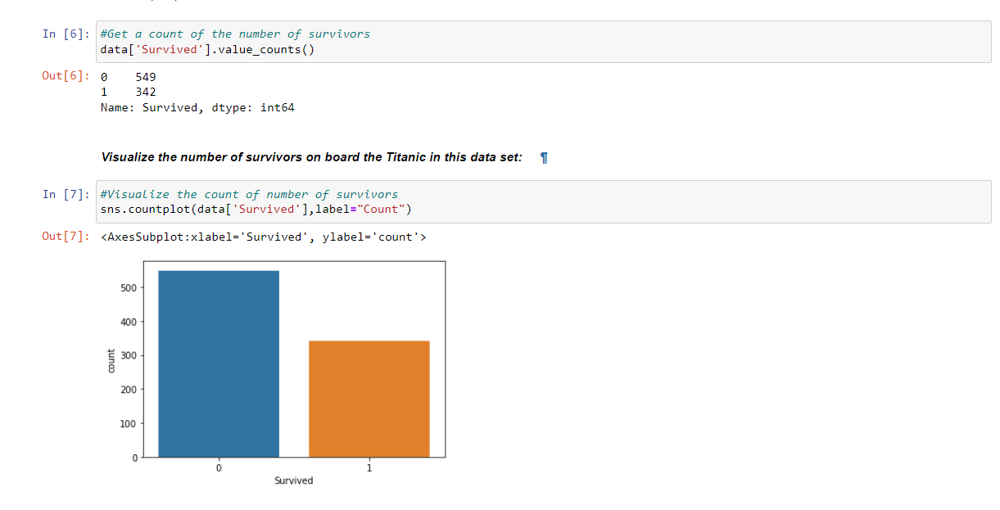 In [6]: #Get a count of the number of survivors
data['Survived'].value_counts()
Out[6]: 0    549
1    342
Name: Survived, dtype: int64
Visualize the number of survivors on board the Titanic in this data set: ¶
In [7]: #Visualize the count of number of survivors
sns.countplot(data['Survived'],label="Count")
Out[7]: <AxesSubplot:xlabel='Survived', ylabel='count'>
500
400
300
200
100
0
count
0 1
Survived